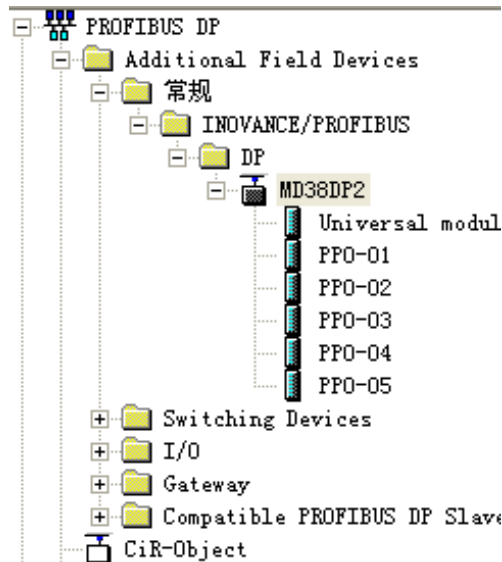 PROFIBUS DP
Additional Field Devices
常规
INOVANCE/PROFIBUS
DP
MD38DP2
Universal modul
PPO-01
PPO-02
PPO-03
PPO-04
PPO-05
Switching Devices
I/O
Gateway
Compatible PROFIBUS DP Slave
CiR-Object